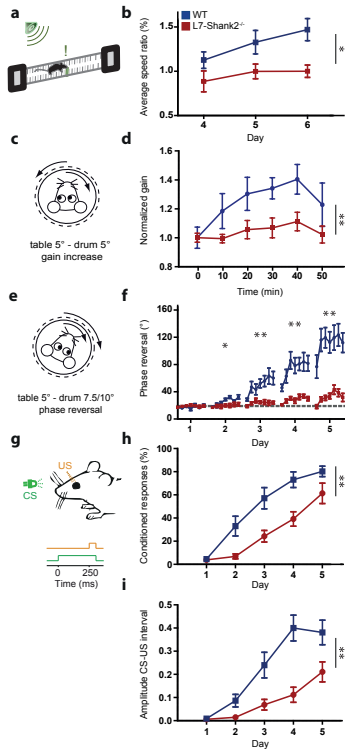 a
!
b
WT
L7-Shank2-/-
Average speed ratio (%)
1.5
1.0
0.5
4
5
6
Day
*
c
table 5° - drum 5°
gain increase
d
Normalized gain
1.6
1.4
1.2
1.0
0.8
0
10
20
30
40
50
Time (min)
**
e
table 5° - drum 7.5/10°
phase reversal
f
Phase reversal (°)
160
120
80
40
0
*
**
**
**
1
2
3
4
5
Day
g
US
CS
0
250
Time (ms)
h
Conditioned responses (%)
100
80
60
40
20
0
1
2
3
4
5
Day
**
i
Amplitude CS-US interval
0.5
0.4
0.3
0.2
0.1
0.0
1
2
3
4
5
Day
**